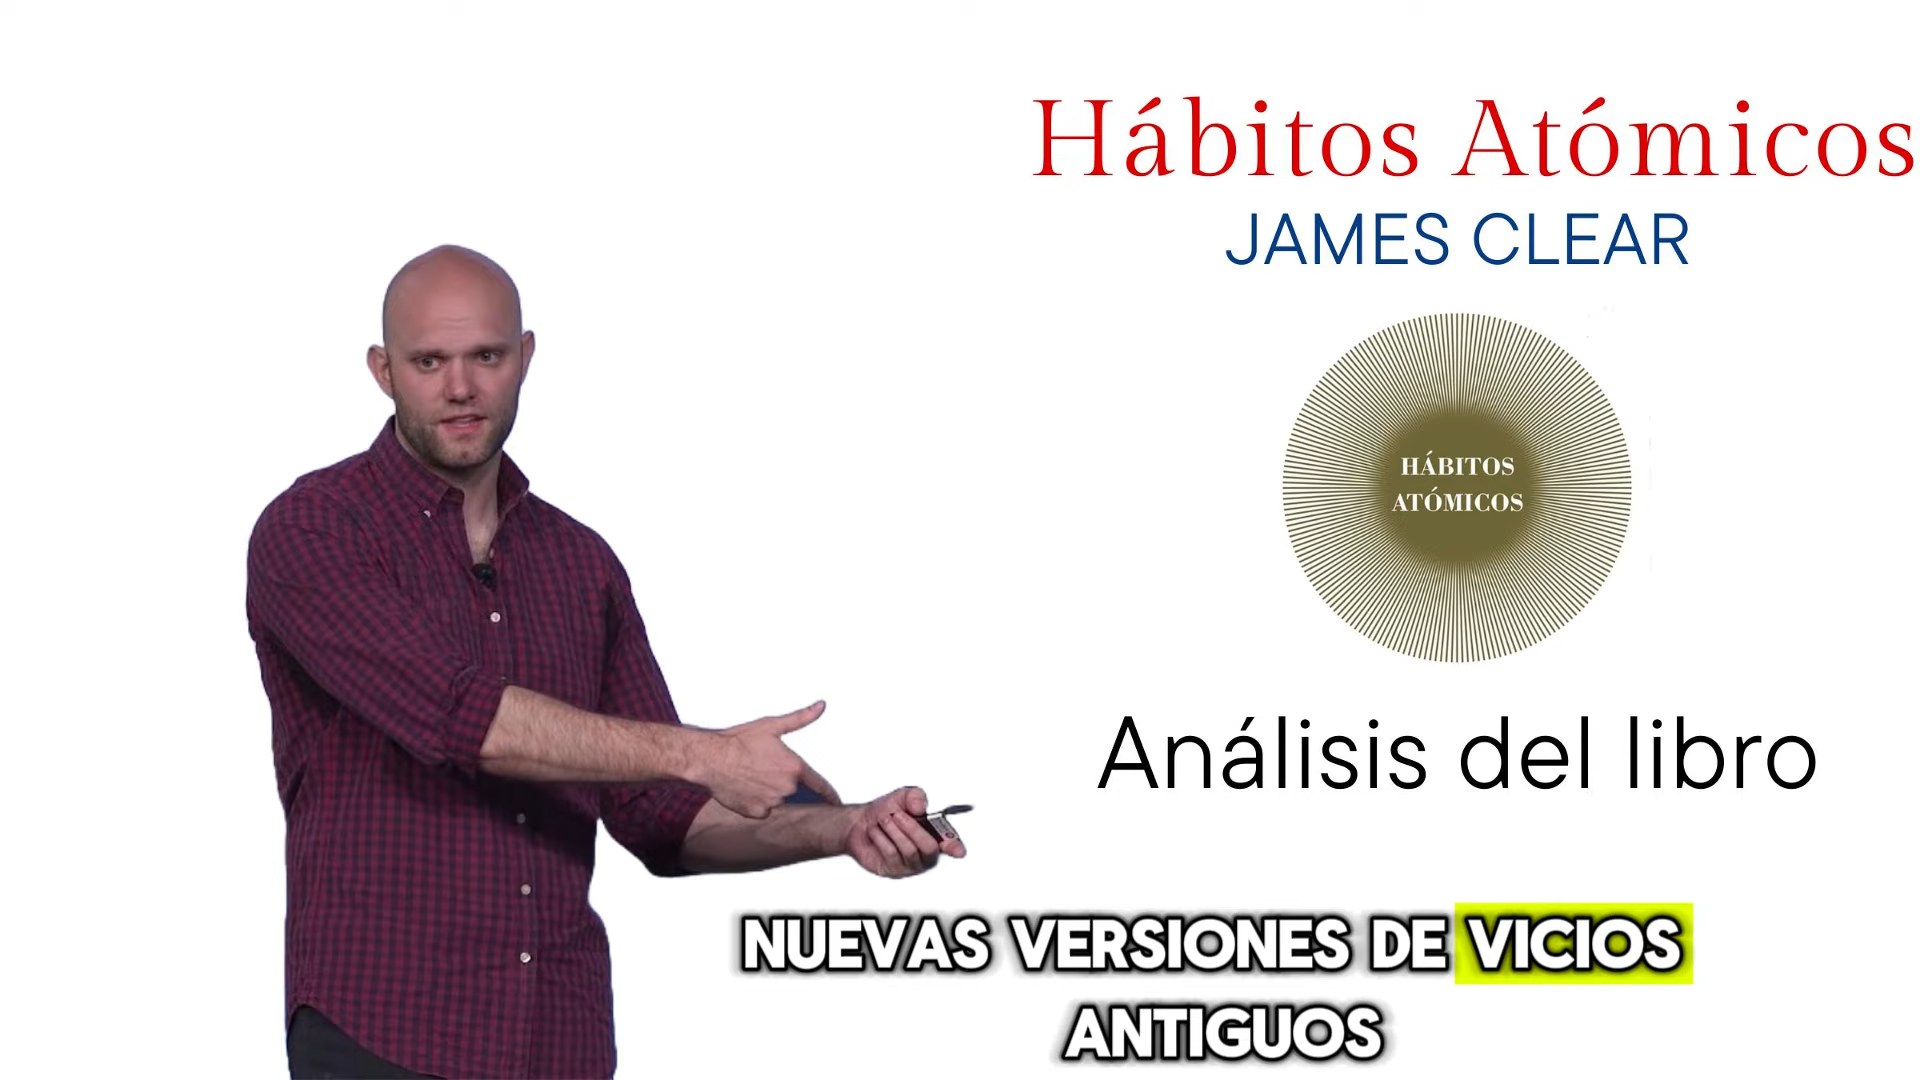 Hábitos Atómicos
JAMES CLEAR
HÁBITOS
ATÓMICOS
Análisis del libro
NUEVAS VERSIONES DE VICIOS
ANTIGUOS